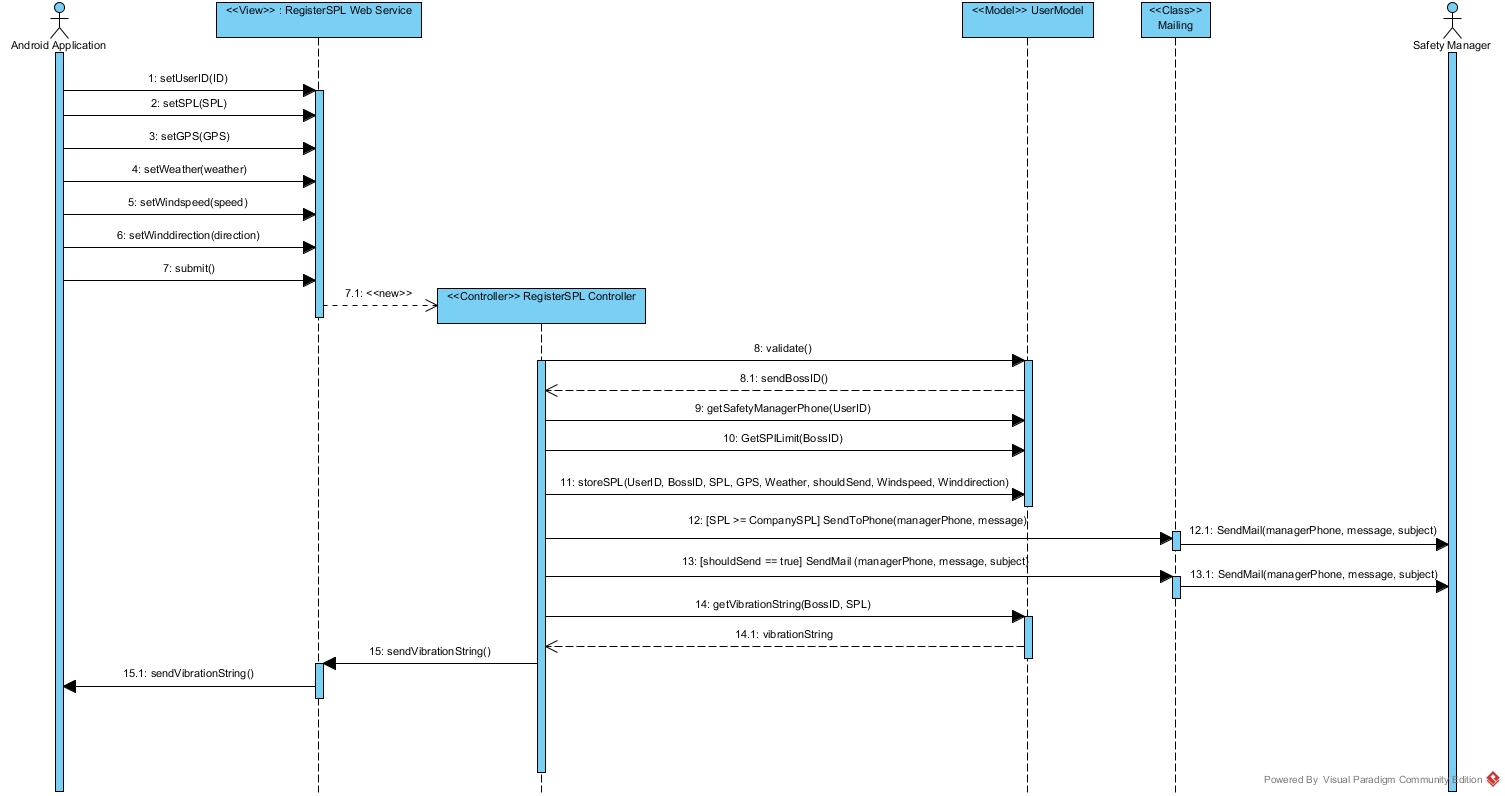 <<View>> : RegisterSPL Web Service
<<Model>> UserModel
<<Class>>
Mailing
Android Application
Safety Manager
1: setUserID(ID)
2: setSPL(SPL)
3: setGPS(GPS)
4: setWeather(weather)
5: setWindspeed(speed)
6: setWinddirection(direction)
7: submit()
7.1: <<new>>
<<Controller>> RegisterSPL Controller
8: validate()
8.1: sendBossID()
9: getSafetyManagerPhone(UserID)
10: GetSPlLimit(BossID)
11: storeSPL(UserID, BossID, SPL, GPS, Weather, shouldSend, Windspeed, Winddirection)
12: [SPL >= CompanySPL] SendToPhone(managerPhone, message)
12.1: SendMail(managerPhone, message, subject)
13: [shouldSend == true] SendMail (managerPhone, message, subject)
13.1: SendMail(managerPhone, message, subject)
14: getVibrationString(BossID, SPL)
14.1: vibrationString
15: sendVibrationString()
15.1: sendVibrationString()
Powered By Visual Paradigm Community Edition